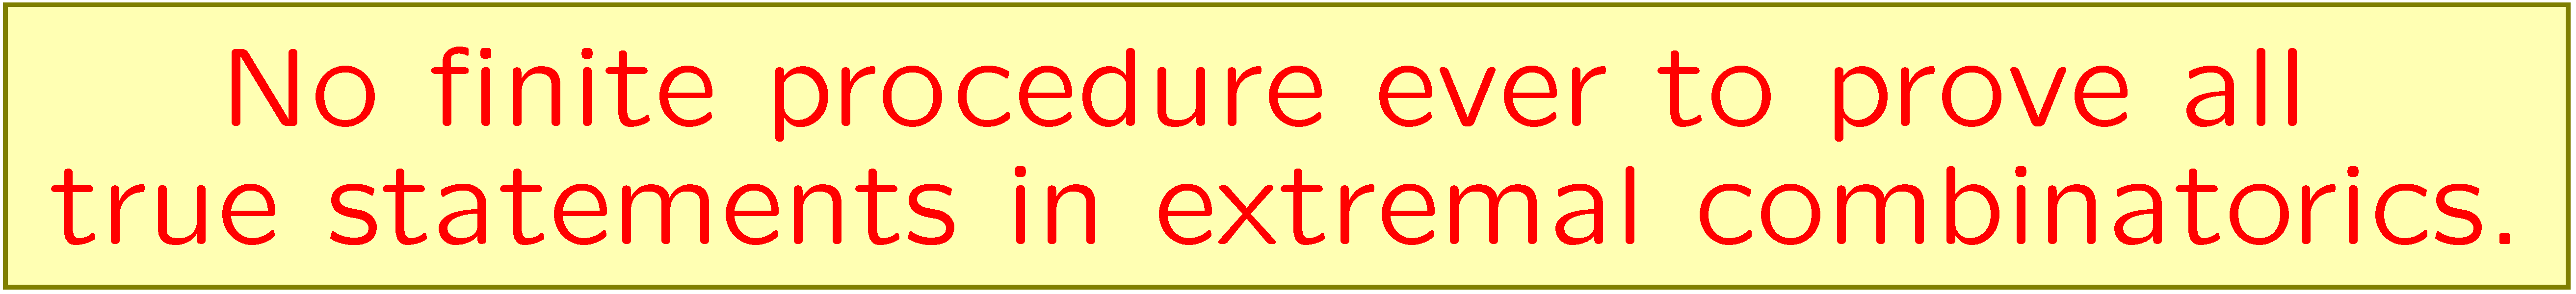 No finite procedure ever to prove all
true statements in extremal combinatorics.